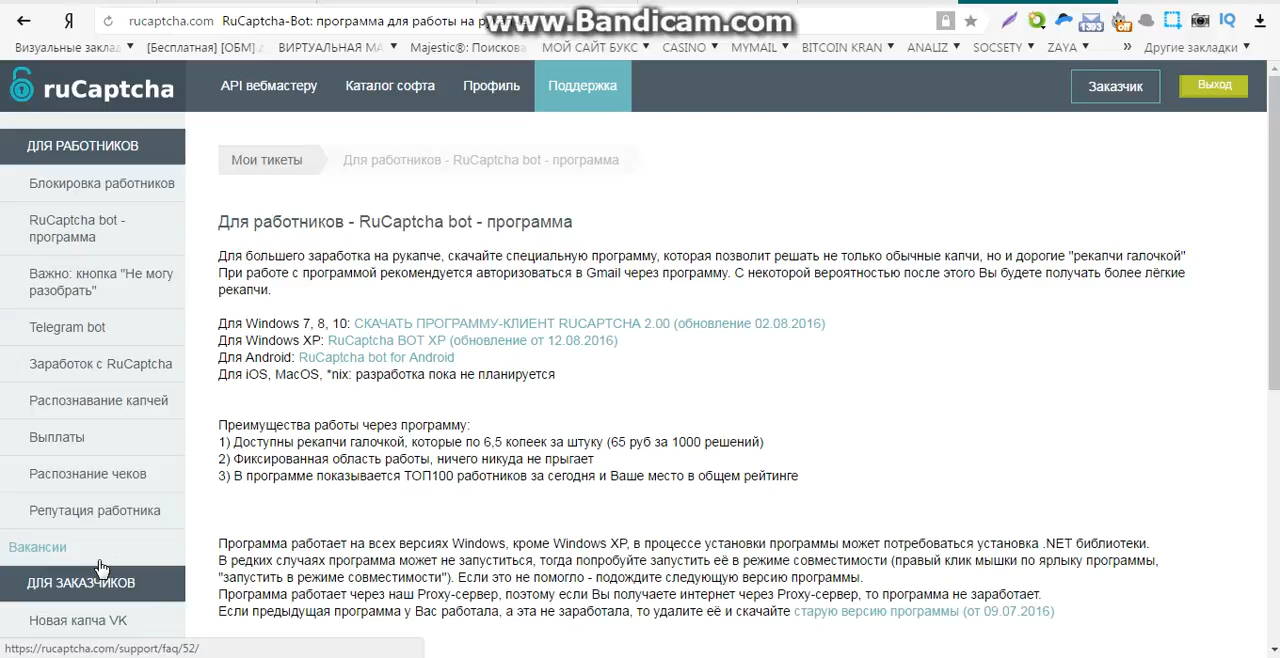 Я rucaptcha.com RuCaptcha-Bot: программа для работы на р
www.Bandicam.com
1393 off IQ
Визуальные заклад [Бесплатная] [ОБМ] ВИРТУАЛЬНАЯ МА Majestic®: Поискова МОЙ САЙТ БУКС CASINO MYMAIL BITCOIN KRAN ANALIZ SOCSETY ZAYA » Другие закладки
ruCaptcha API вебмастеру Каталог софта Профиль Поддержка Заказчик Выход
ДЛЯ РАБОТНИКОВ
Блокировка работников
RuCaptcha bot -
программа
Важно: кнопка "Не могу
разобрать"
Telegram bot
Заработок с RuCaptcha
Распознавание капчей
Выплаты
Распознание чеков
Репутация работника
Вакансии
ДЛЯ ЗАКАЗЧИКОВ
Новая капча VK
https://rucaptcha.com/support/faq/52/
Мои тикеты Для работников - RuCaptcha bot - программа
Для работников - RuCaptcha bot - программа
Для большего заработка на рукапче, скачайте специальную программу, которая позволит решать не только обычные капчи, но и дорогие "рекапчи галочкой"
При работе с программой рекомендуется авторизоваться в Gmail через программу. С некоторой вероятностью после этого Вы будете получать более лёгкие
рекапчи.
Для Windows 7, 8, 10: СКАЧАТЬ ПРОГРАММУ-КЛИЕНТ RUCAPTCHA 2.00 (обновление 02.08.2016)
Для Windows XP: RuCaptcha BOT XP (обновление от 12.08.2016)
Для Android: RuCaptcha bot for Android
Для iOS, MacOS, *nix: разработка пока не планируется
Преимущества работы через программу:
1) Доступны рекапчи галочкой, которые по 6,5 копеек за штуку (65 руб за 1000 решений)
2) Фиксированная область работы, ничего никуда не прыгает
3) В программе показывается ТОП100 работников за сегодня и Ваше место в общем рейтинге
Программа работает на всех версиях Windows, кроме Windows XP, в процессе установки программы может потребоваться установка .NET библиотеки.
В редких случаях программа может не запуститься, тогда попробуйте запустить её в режиме совместимости (правый клик мышки по ярлыку программы,
"запустить в режиме совместимости"). Если это не помогло - подождите следующую версию программы.
Программа работает через наш Proxy-сервер, поэтому если Вы получаете интернет через Proxy-сервер, то программа не заработает.
Если предыдущая программа у Вас работала, а эта не заработала, то удалите её и скачайте старую версию программы (от 09.07.2016)